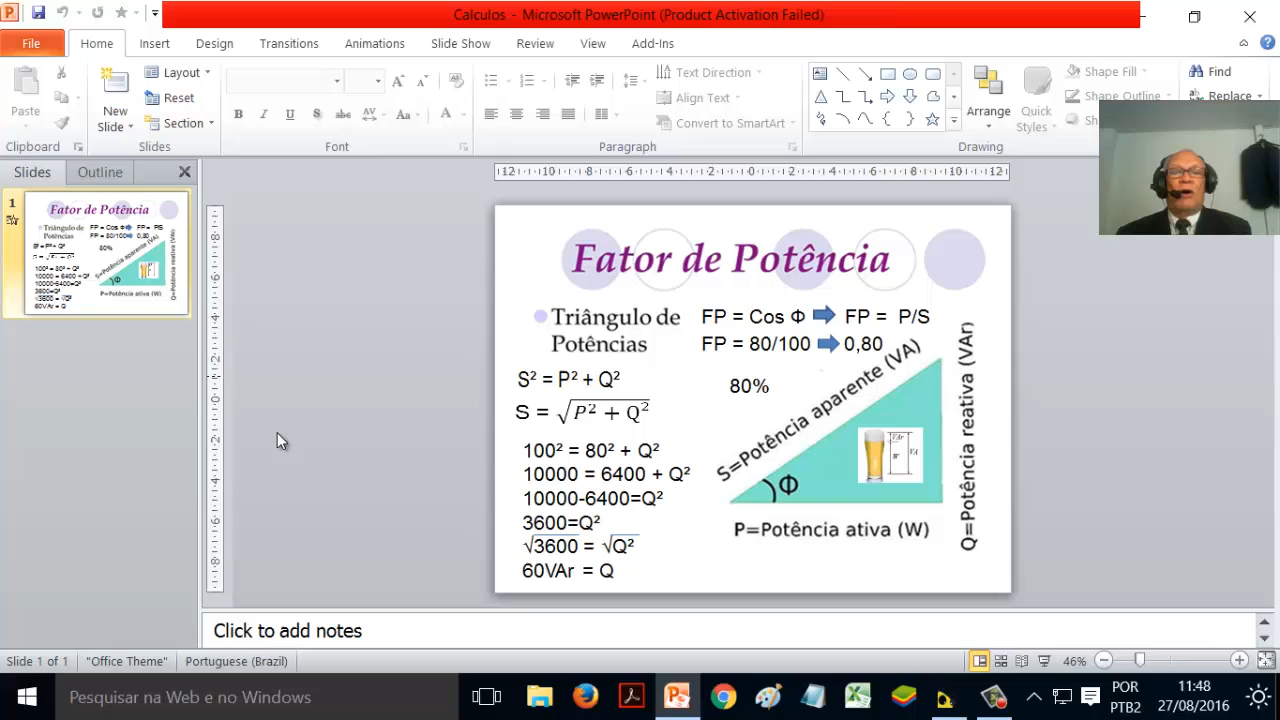 Calculos - Microsoft PowerPoint (Product Activation Failed)
File Home Insert Design Transitions Animations Slide Show Review View Add-Ins
Paste
Clipboard
New
Slide
Layout
Reset
Section
Slides
Font
Text Direction
Align Text
Convert to SmartArt
Paragraph
Arrange
Quick
Styles
Shape Fill
Shape Outline
Drawing
Find
Replace
Slides Outline
1
Fator de Potência
Triângulo de
Potências
FP = Cos Φ FP = P/S
FP = 80/100 0,80
S² = P² + Q²
80%
S = √P² + Q²
100² = 80² + Q²
10000 = 6400 + Q²
10000-6400=Q²
3600=Q²
√3600 = √Q²
60VAr = Q
S=Potência aparente (VA)
Φ
VAr
W
VA
P=Potência ativa (W)
Q=Potência reativa (VAr)
Click to add notes
Slide 1 of 1 "Office Theme" Portuguese (Brazil) 46%
Pesquisar na Web e no Windows
POR
PTB2
11:48
27/08/2016